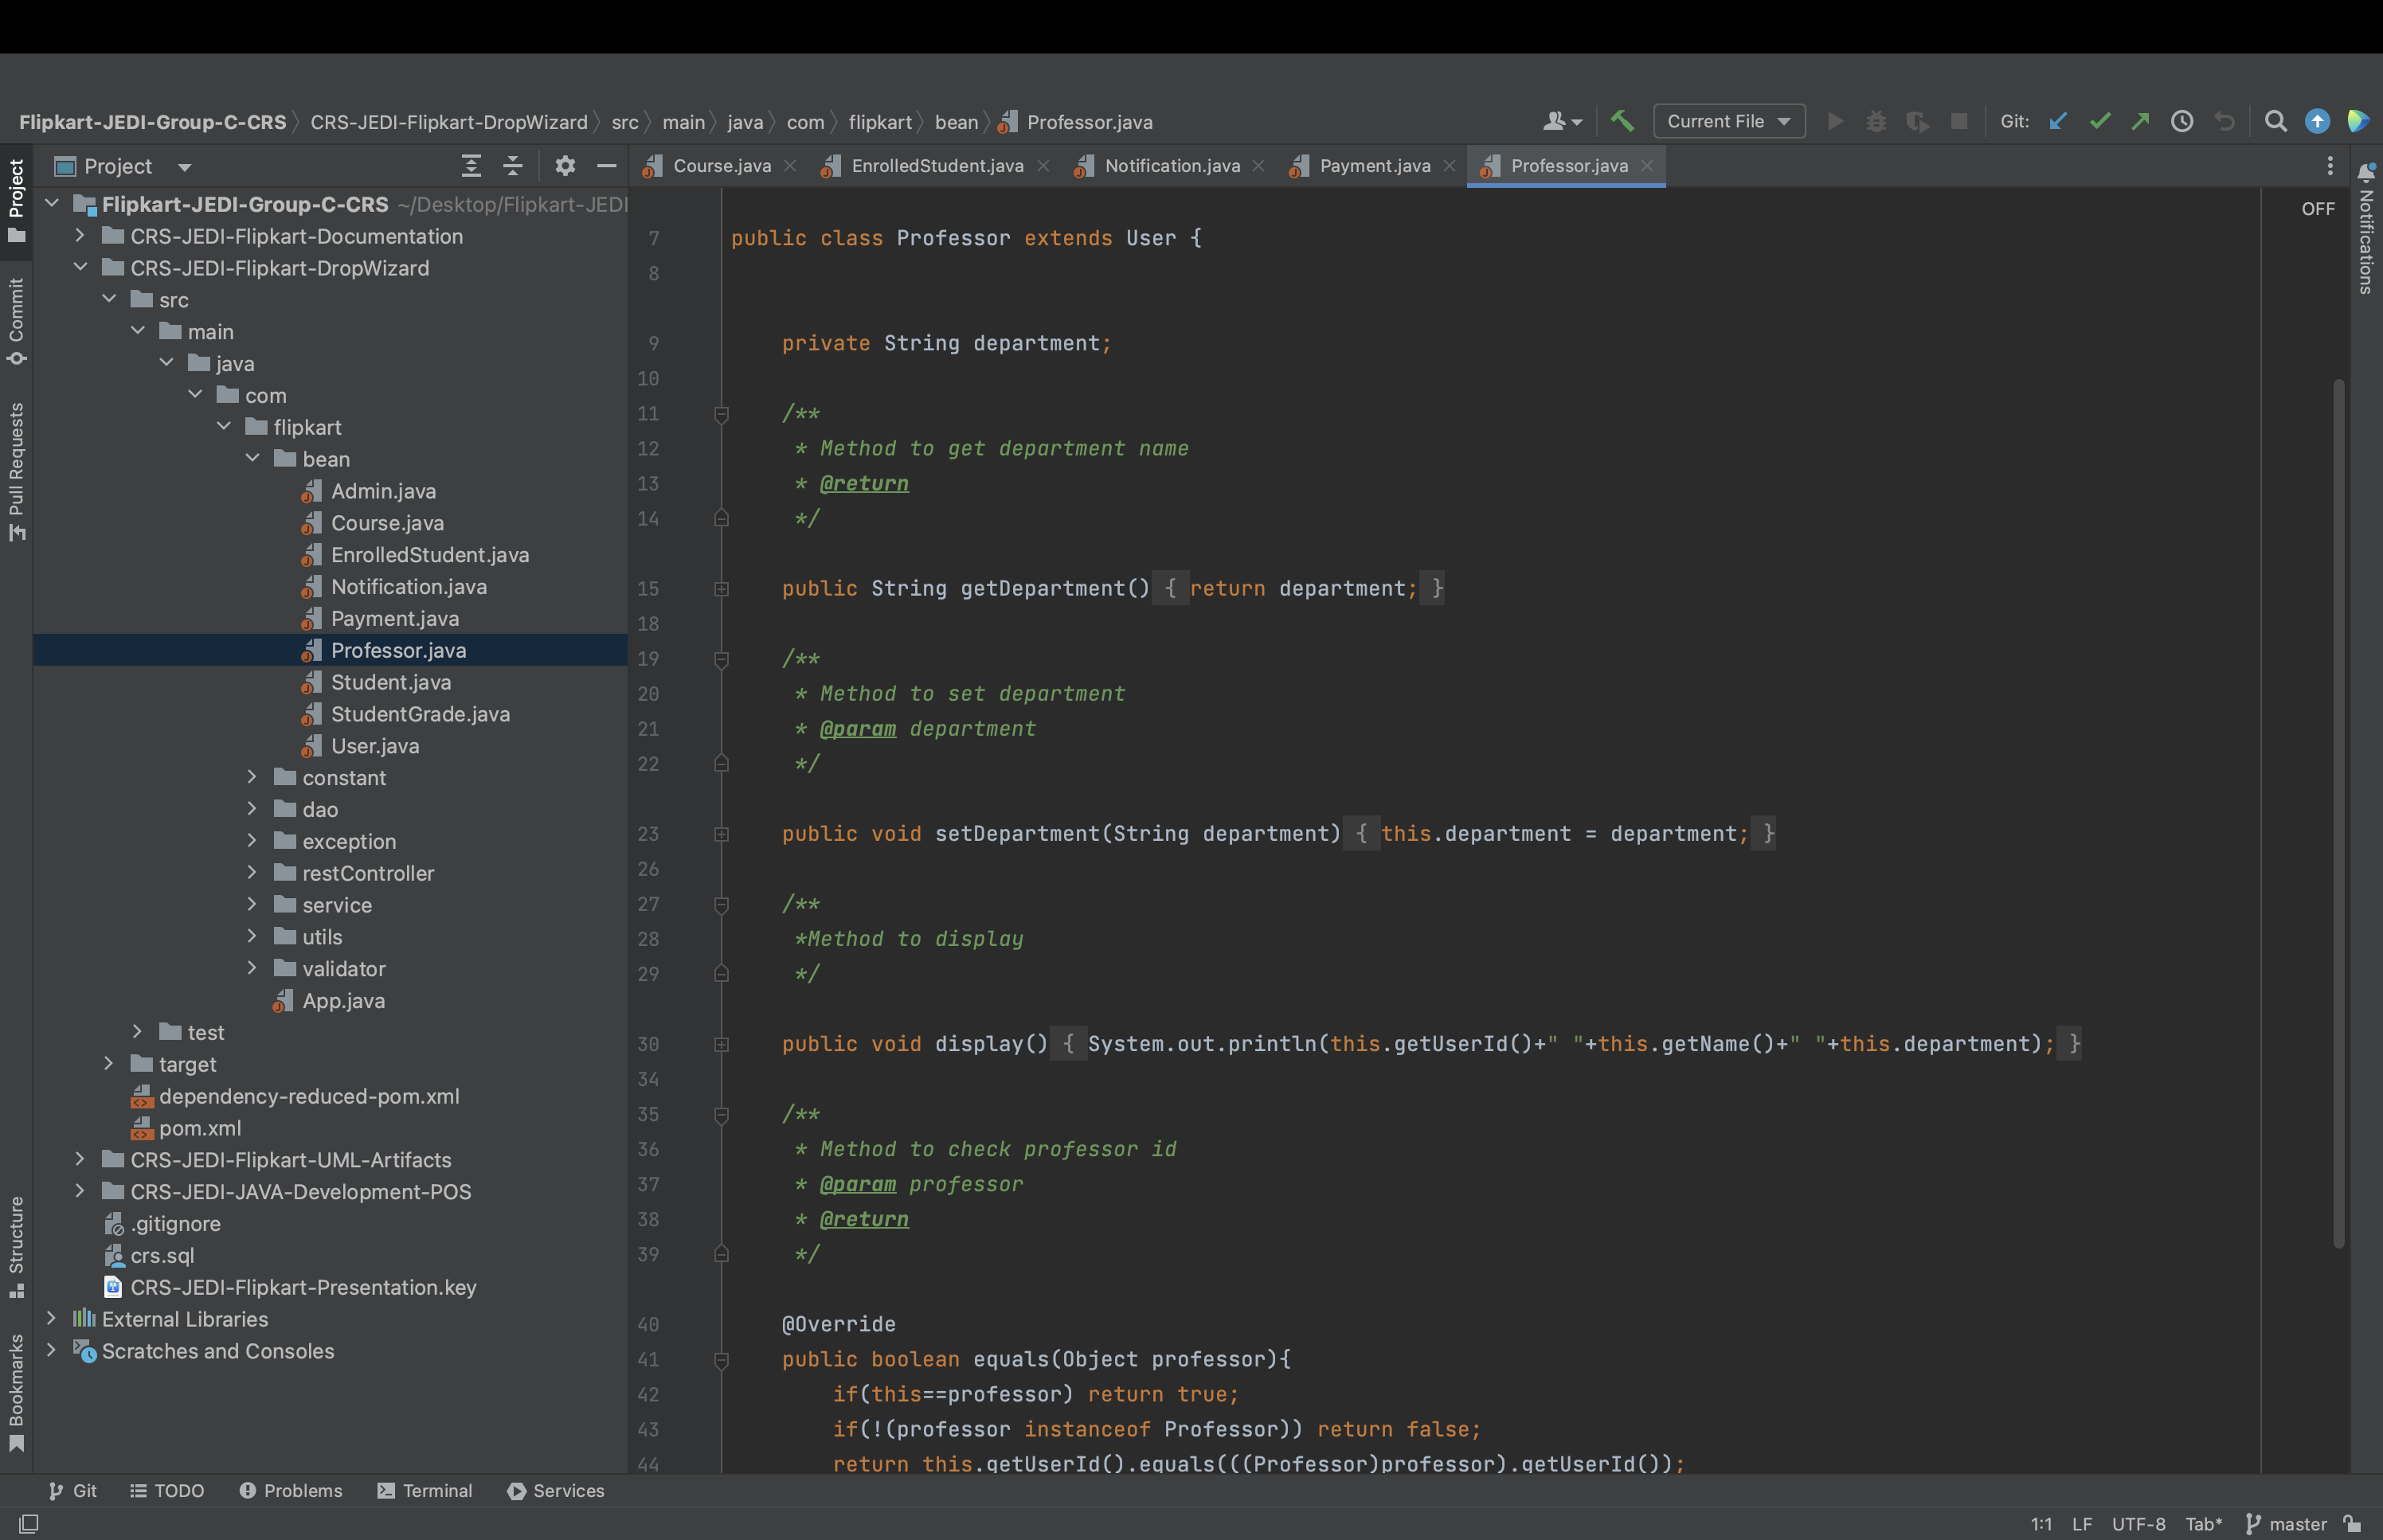 Flipkart-JEDI-Group-C-CRS CRS-JEDI-Flipkart-DropWizard src main java com flipkart bean Professor.java
Current File
Git:
Project
Course.java
EnrolledStudent.java
Notification.java
Payment.java
Professor.java
Project
Commit
Pull Requests
Structure
Bookmarks
Flipkart-JEDI-Group-C-CRS ~/Desktop/Flipkart-JEDI
CRS-JEDI-Flipkart-Documentation
CRS-JEDI-Flipkart-DropWizard
src
main
java
com
flipkart
bean
Admin.java
Course.java
EnrolledStudent.java
Notification.java
Payment.java
Professor.java
Student.java
StudentGrade.java
User.java
constant
dao
exception
restController
service
utils
validator
App.java
test
target
dependency-reduced-pom.xml
pom.xml
CRS-JEDI-Flipkart-UML-Artifacts
CRS-JEDI-JAVA-Development-POS
.gitignore
crs.sql
CRS-JEDI-Flipkart-Presentation.key
External Libraries
Scratches and Consoles
OFF
Notifications
7 public class Professor extends User {
8
9 private String department;
10
11 /**
12 * Method to get department name
13 * @return
14 */
15 public String getDepartment() { return department; }
18
19 /**
20 * Method to set department
21 * @param department
22 */
23 public void setDepartment(String department) { this.department = department; }
26
27 /**
28 *Method to display
29 */
30 public void display() { System.out.println(this.getUserId()+" "+this.getName()+" "+this.department); }
34
35 /**
36 * Method to check professor id
37 * @param professor
38 * @return
39 */
40 @Override
41 public boolean equals(Object professor){
42 if(this==professor) return true;
43 if(!(professor instanceof Professor)) return false;
44 return this.getUserId().equals(((Professor)professor).getUserId());
Git TODO Problems Terminal Services
1:1 LF UTF-8 Tab* master